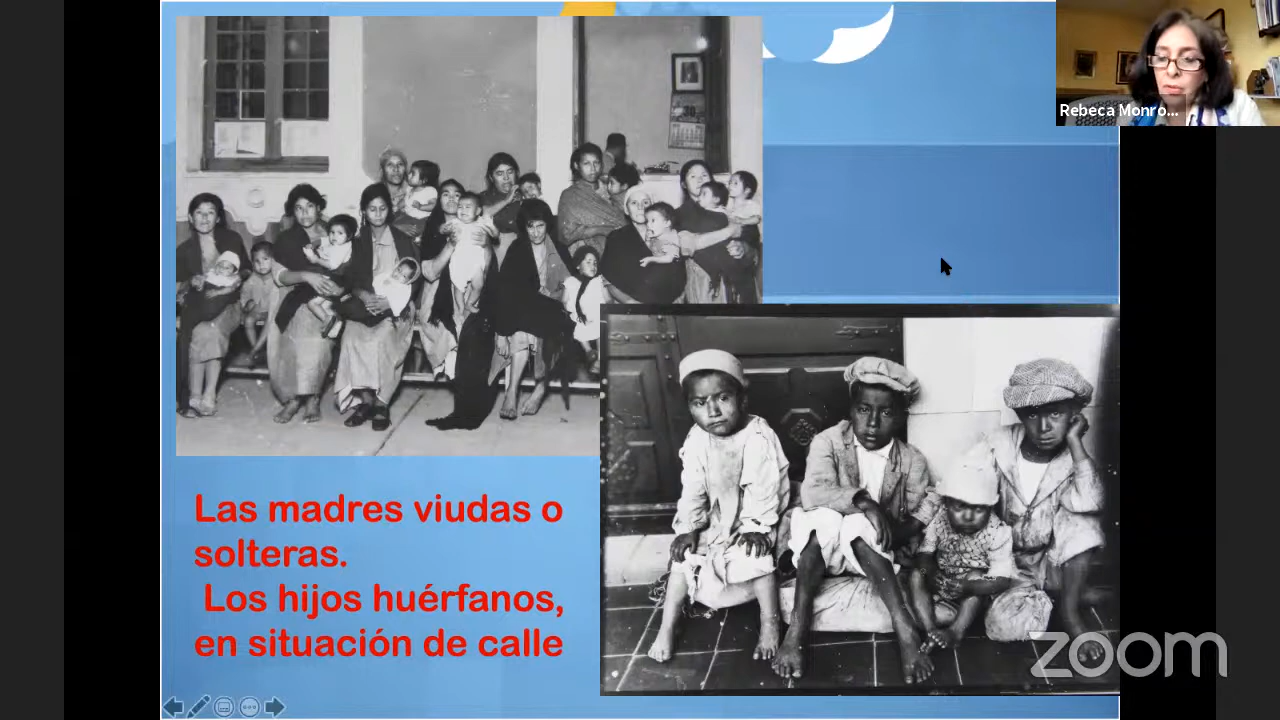 Rebeca Monro...
Las madres viudas o
solteras.
Los hijos huérfanos,
en situación de calle
zoom